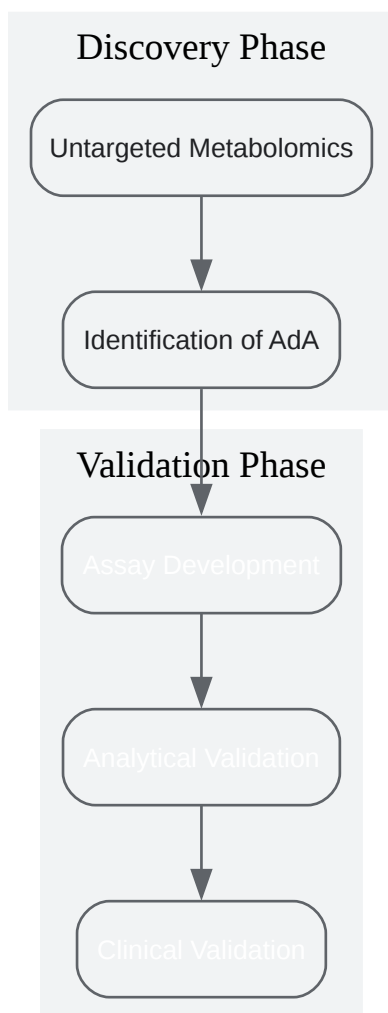 Discovery Phase
Untargeted Metabolomics
Identification of AdA
Validation Phase
Assay Development
Analytical Validation
Clinical Validation